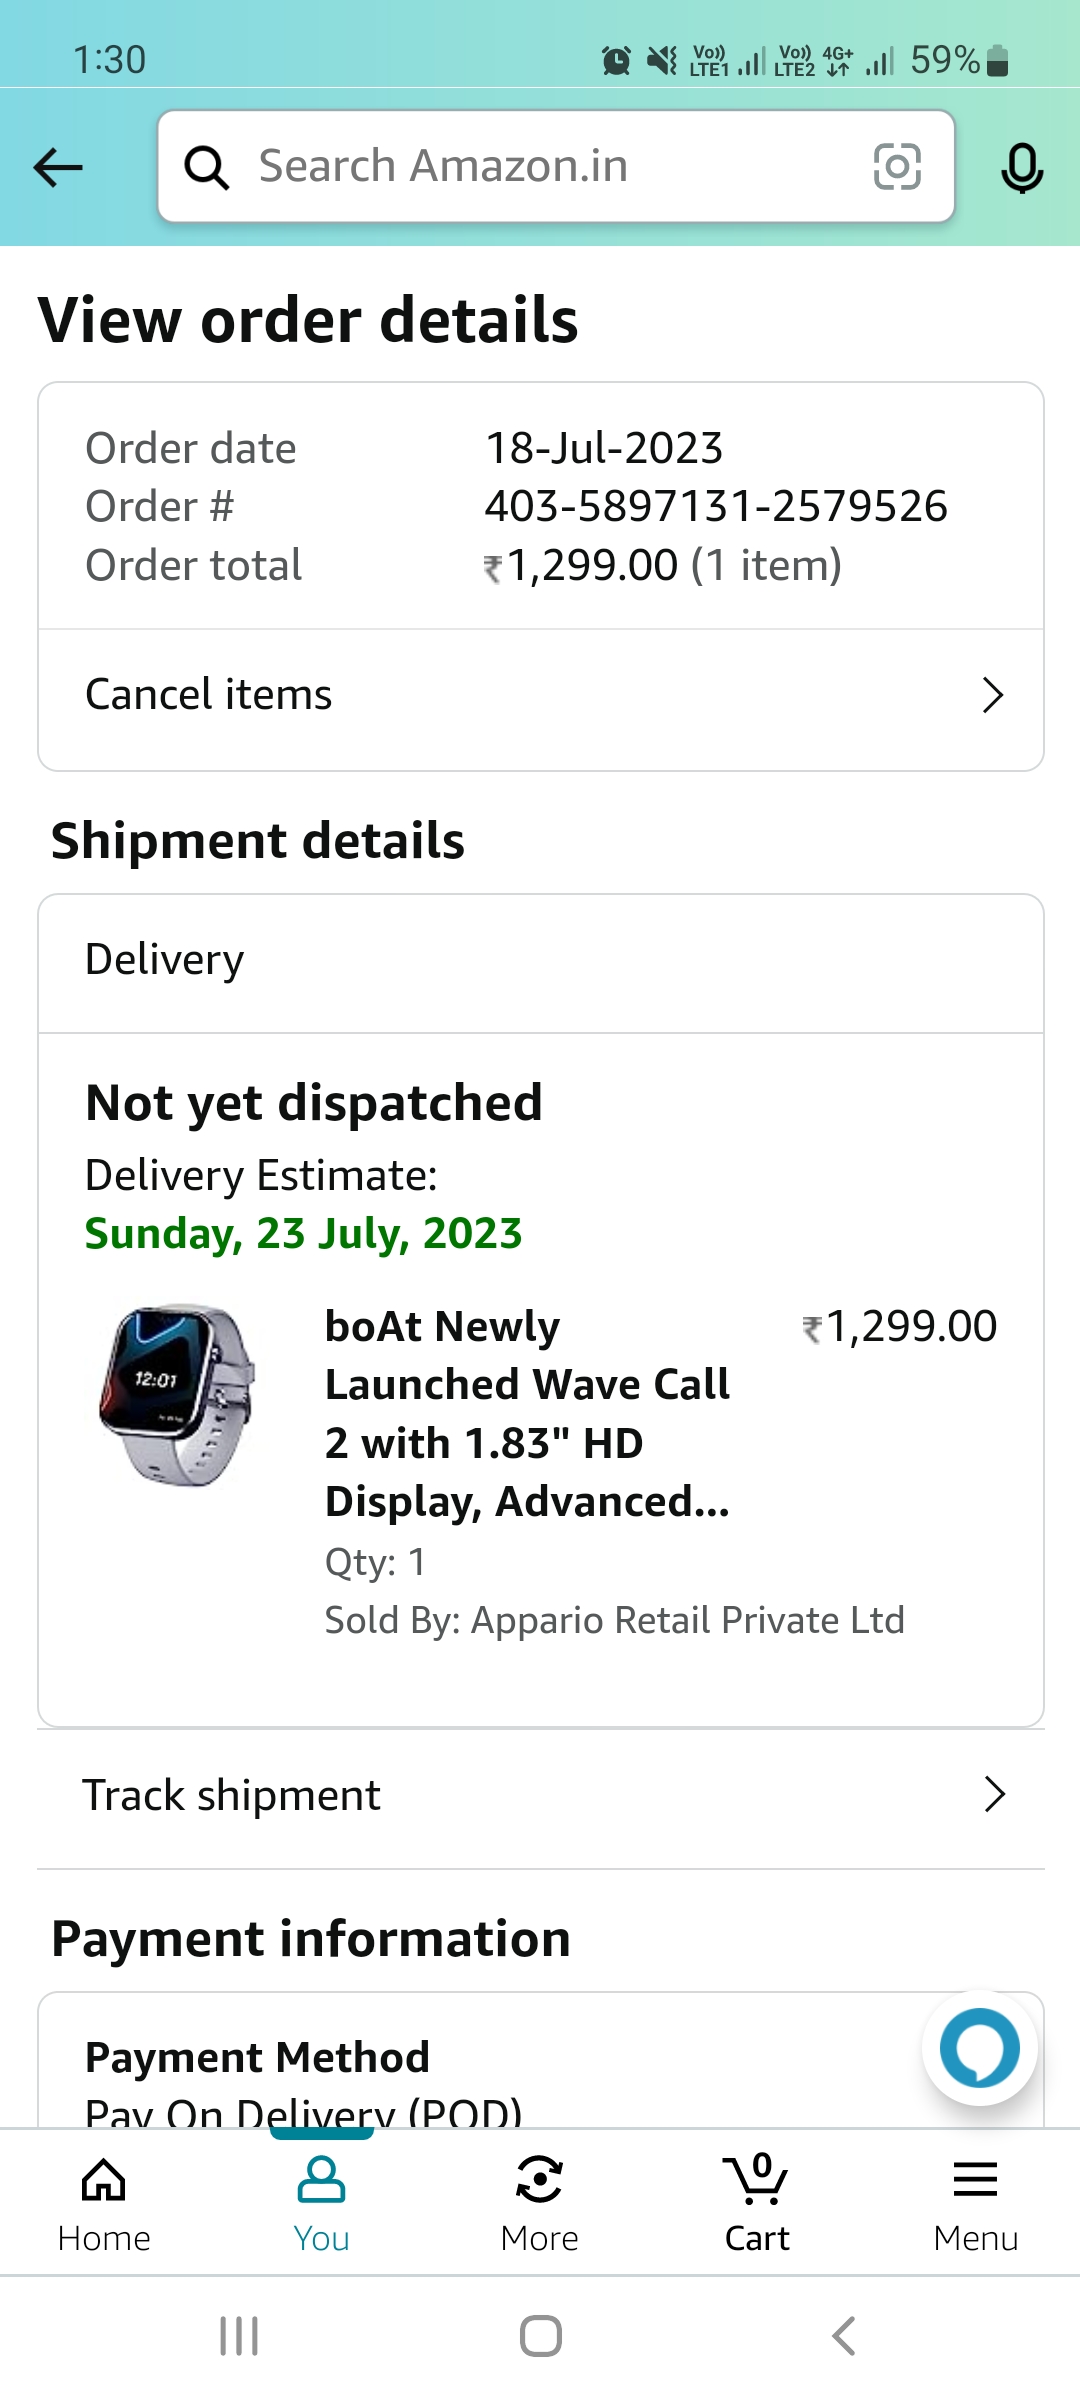 1:30
Vo)) LTE1 Vo)) LTE2 4G+ 59%
Search Amazon.in
View order details
Order date 18-Jul-2023
Order # 403-5897131-2579526
Order total ₹1,299.00 (1 item)
Cancel items
Shipment details
Delivery
Not yet dispatched
Delivery Estimate:
Sunday, 23 July, 2023
12:01
boAt Newly ₹1,299.00
Launched Wave Call
2 with 1.83" HD
Display, Advanced...
Qty: 1
Sold By: Appario Retail Private Ltd
Track shipment
Payment information
Payment Method
Pay On Delivery (POD)
0
Home You More Cart Menu